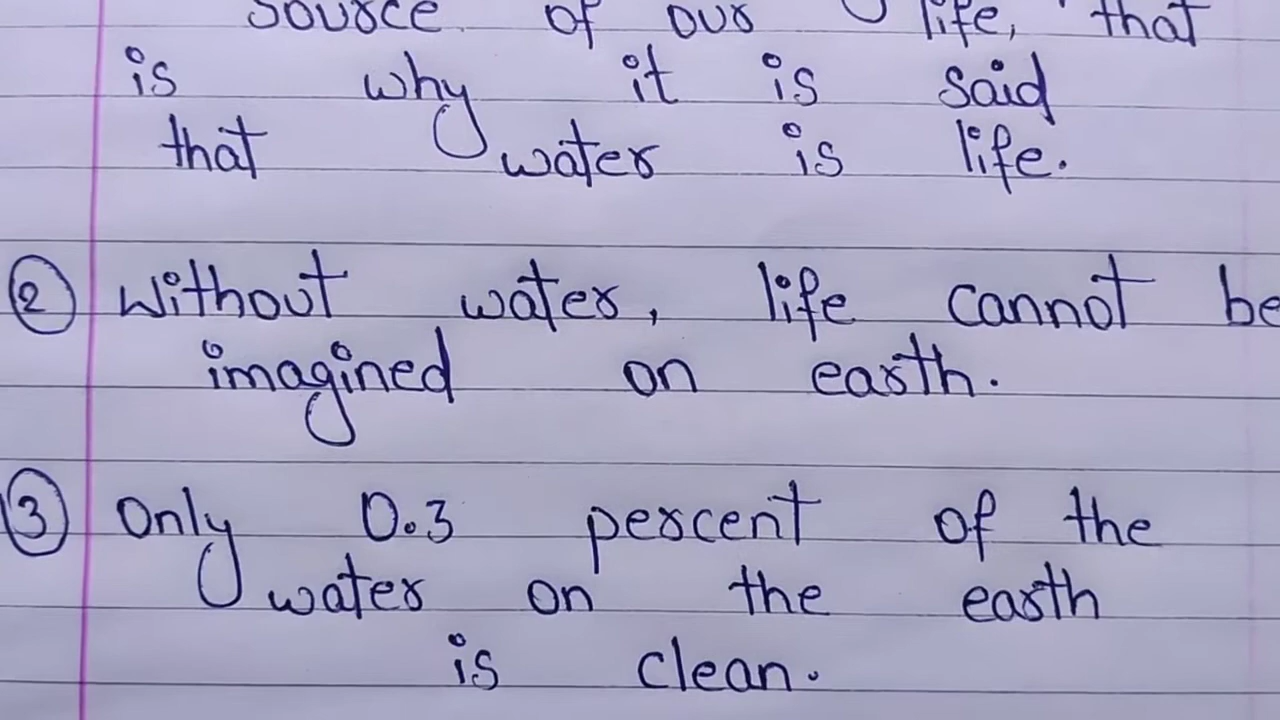 source of our life, that
is why it is said
that water is life.
② Without water, life cannot be
imagined on earth.
③ Only 0.3 percent of the
water on the earth
is clean.